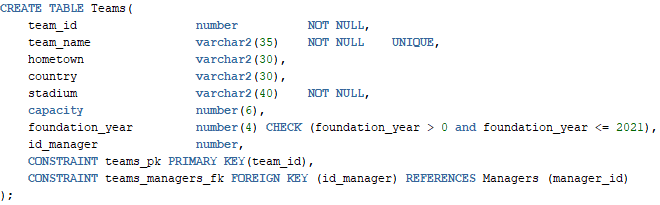 CREATE TABLE Teams(
team_id number NOT NULL,
team_name varchar2(35) NOT NULL UNIQUE,
hometown varchar2(30),
country varchar2(30),
stadium varchar2(40) NOT NULL,
capacity number(6),
foundation_year number(4) CHECK (foundation_year > 0 and foundation_year <= 2021),
id_manager number,
CONSTRAINT teams_pk PRIMARY KEY(team_id),
CONSTRAINT teams_managers_fk FOREIGN KEY (id_manager) REFERENCES Managers (manager_id)
);